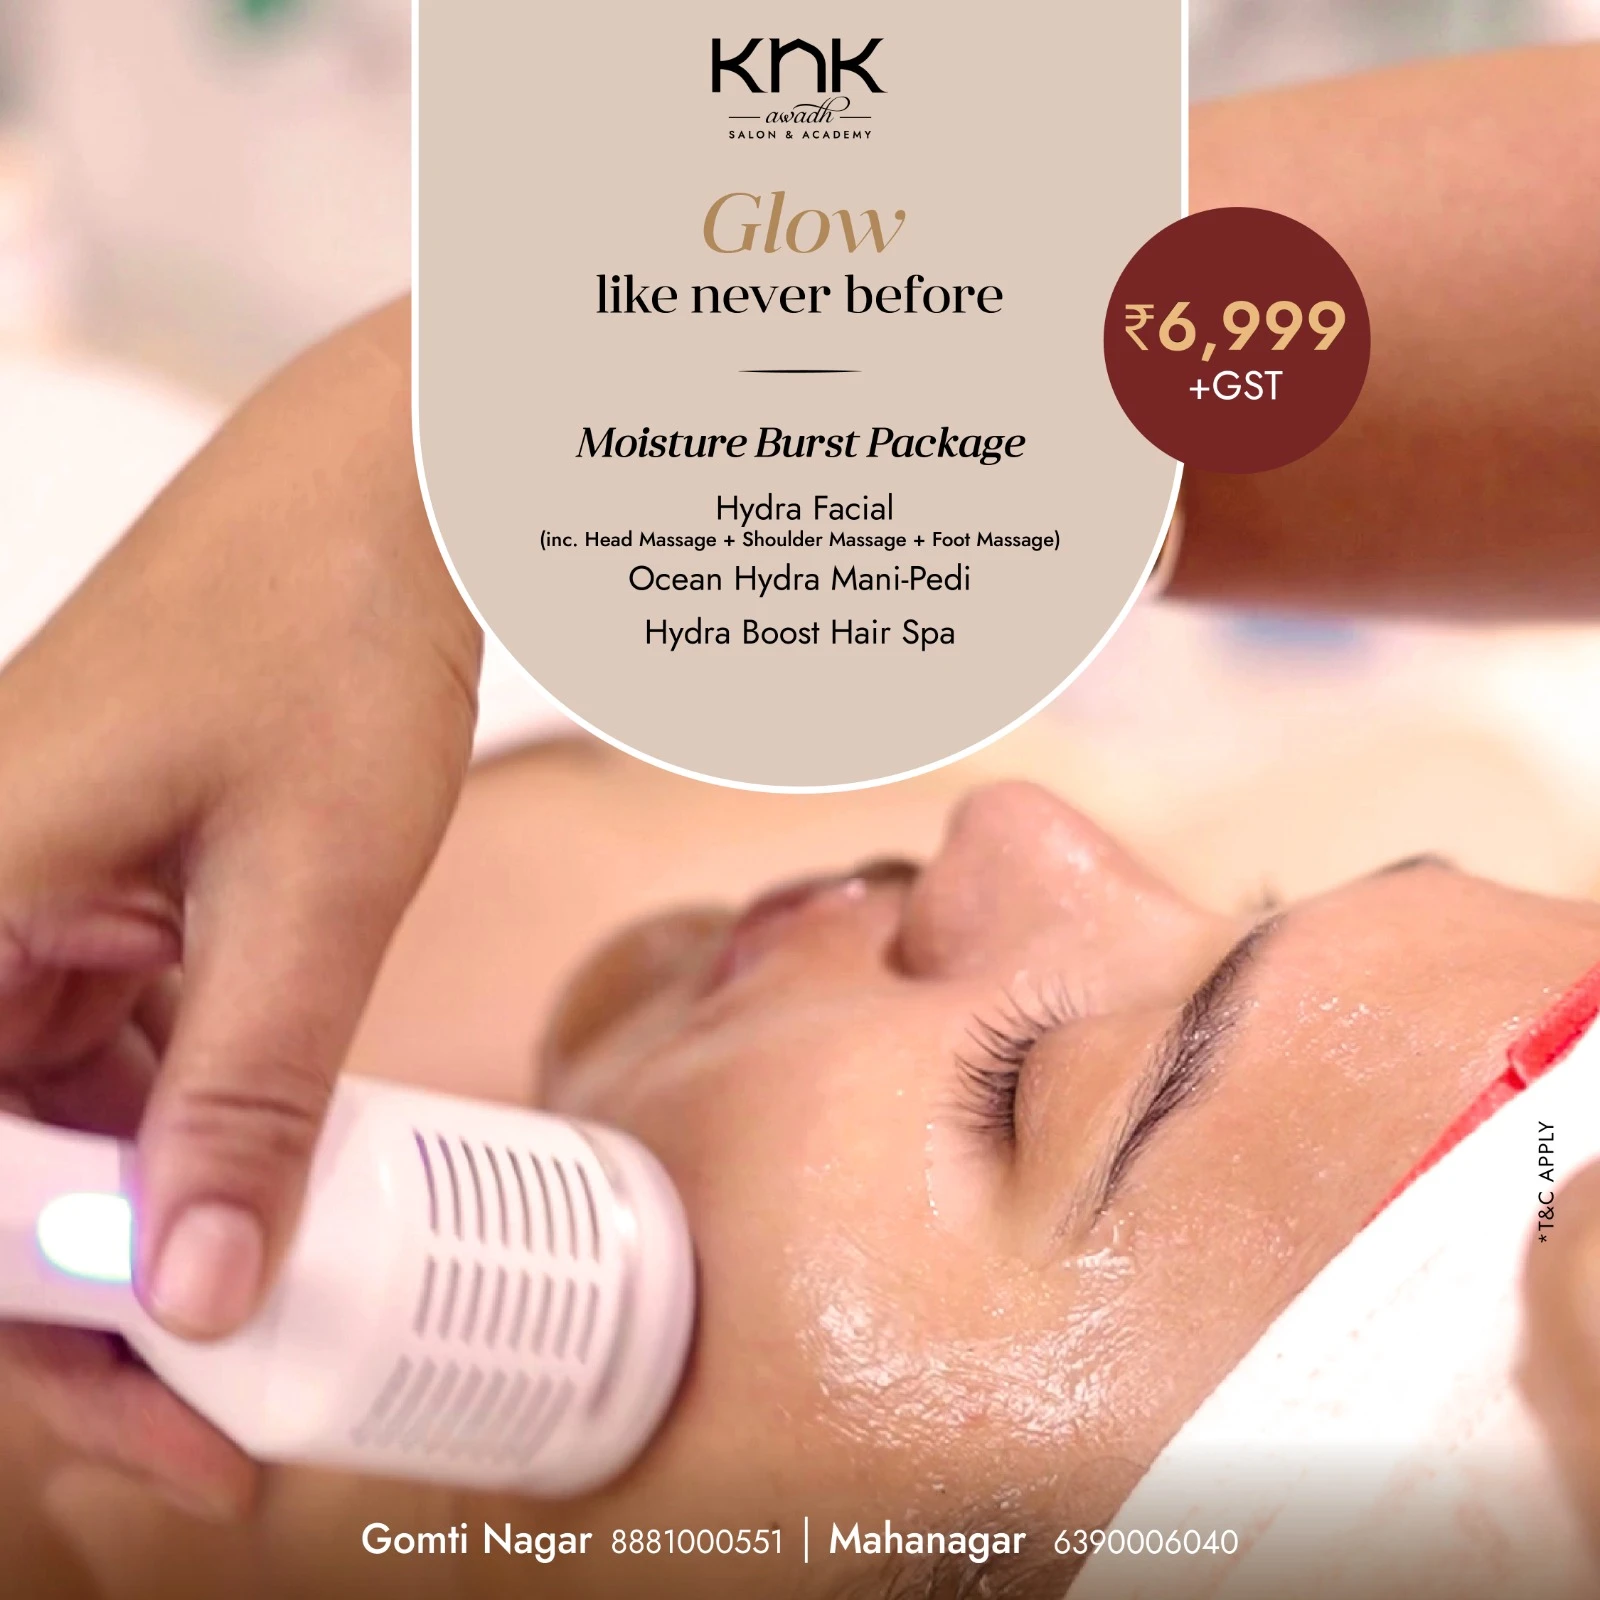 KNK
awadh
SALON & ACADEMY
Glow
like never before
₹6,999
+GST
Moisture Burst Package
Hydra Facial
(inc. Head Massage + Shoulder Massage + Foot Massage)
Ocean Hydra Mani-Pedi
Hydra Boost Hair Spa
*T&C APPLY
Gomti Nagar 8881000551 | Mahanagar 6390006040